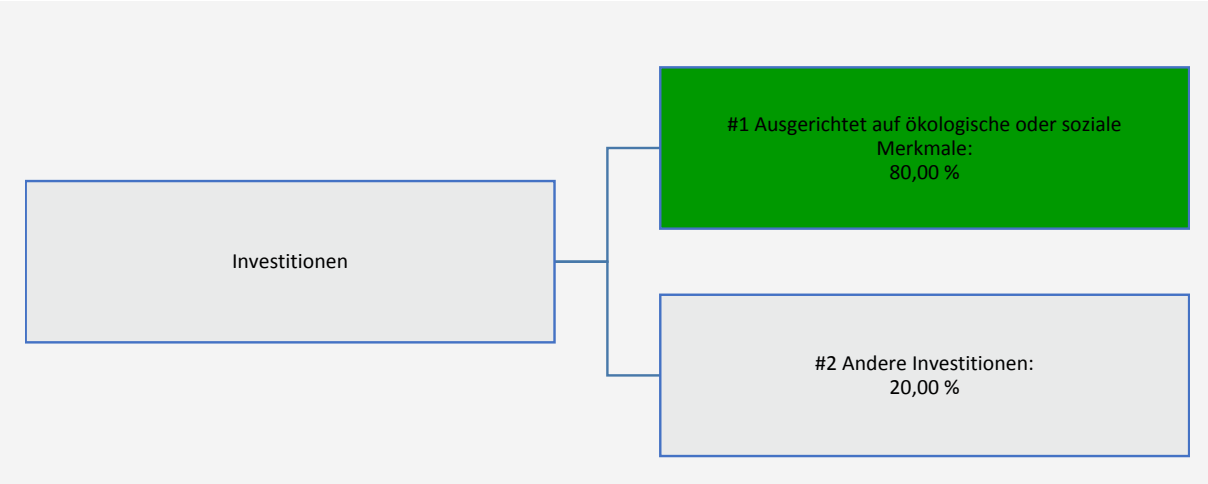 Investitionen
#1 Ausgerichtet auf ökologische oder soziale
Merkmale:
80,00 %
#2 Andere Investitionen:
20,00 %